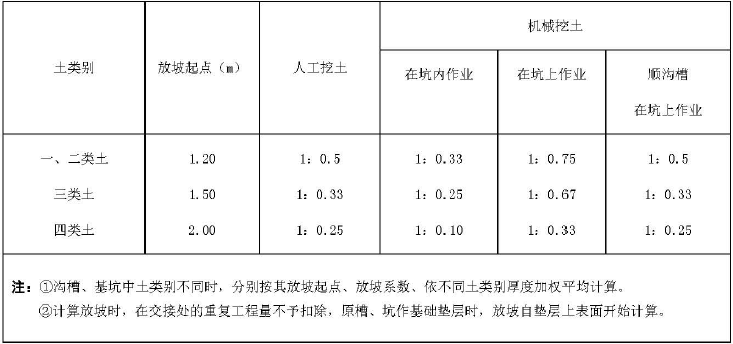 土类别 放坡起点（m） 人工挖土 机械挖土
在坑内作业 在坑上作业 顺沟槽
在坑上作业
一、二类土 1.20 1：0.5 1：0.33 1：0.75 1：0.5
三类土 1.50 1：0.33 1：0.25 1：0.67 1：0.33
四类土 2.00 1：0.25 1：0.10 1：0.33 1：0.25
注：①沟槽、基坑中土类别不同时，分别按其放坡起点、放坡系数、依不同土类别厚度加权平均计算。
②计算放坡时，在交接处的重复工程量不予扣除，原槽、坑作基础垫层时，放坡自垫层上表面开始计算。